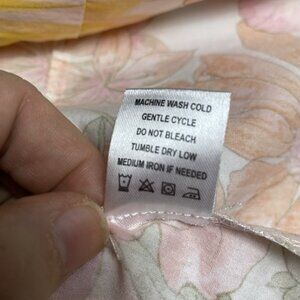 MACHINE WASH COLD
GENTLE CYCLE
DO NOT BLEACH
TUMBLE DRY LOW
MEDIUM IRON IF NEEDED